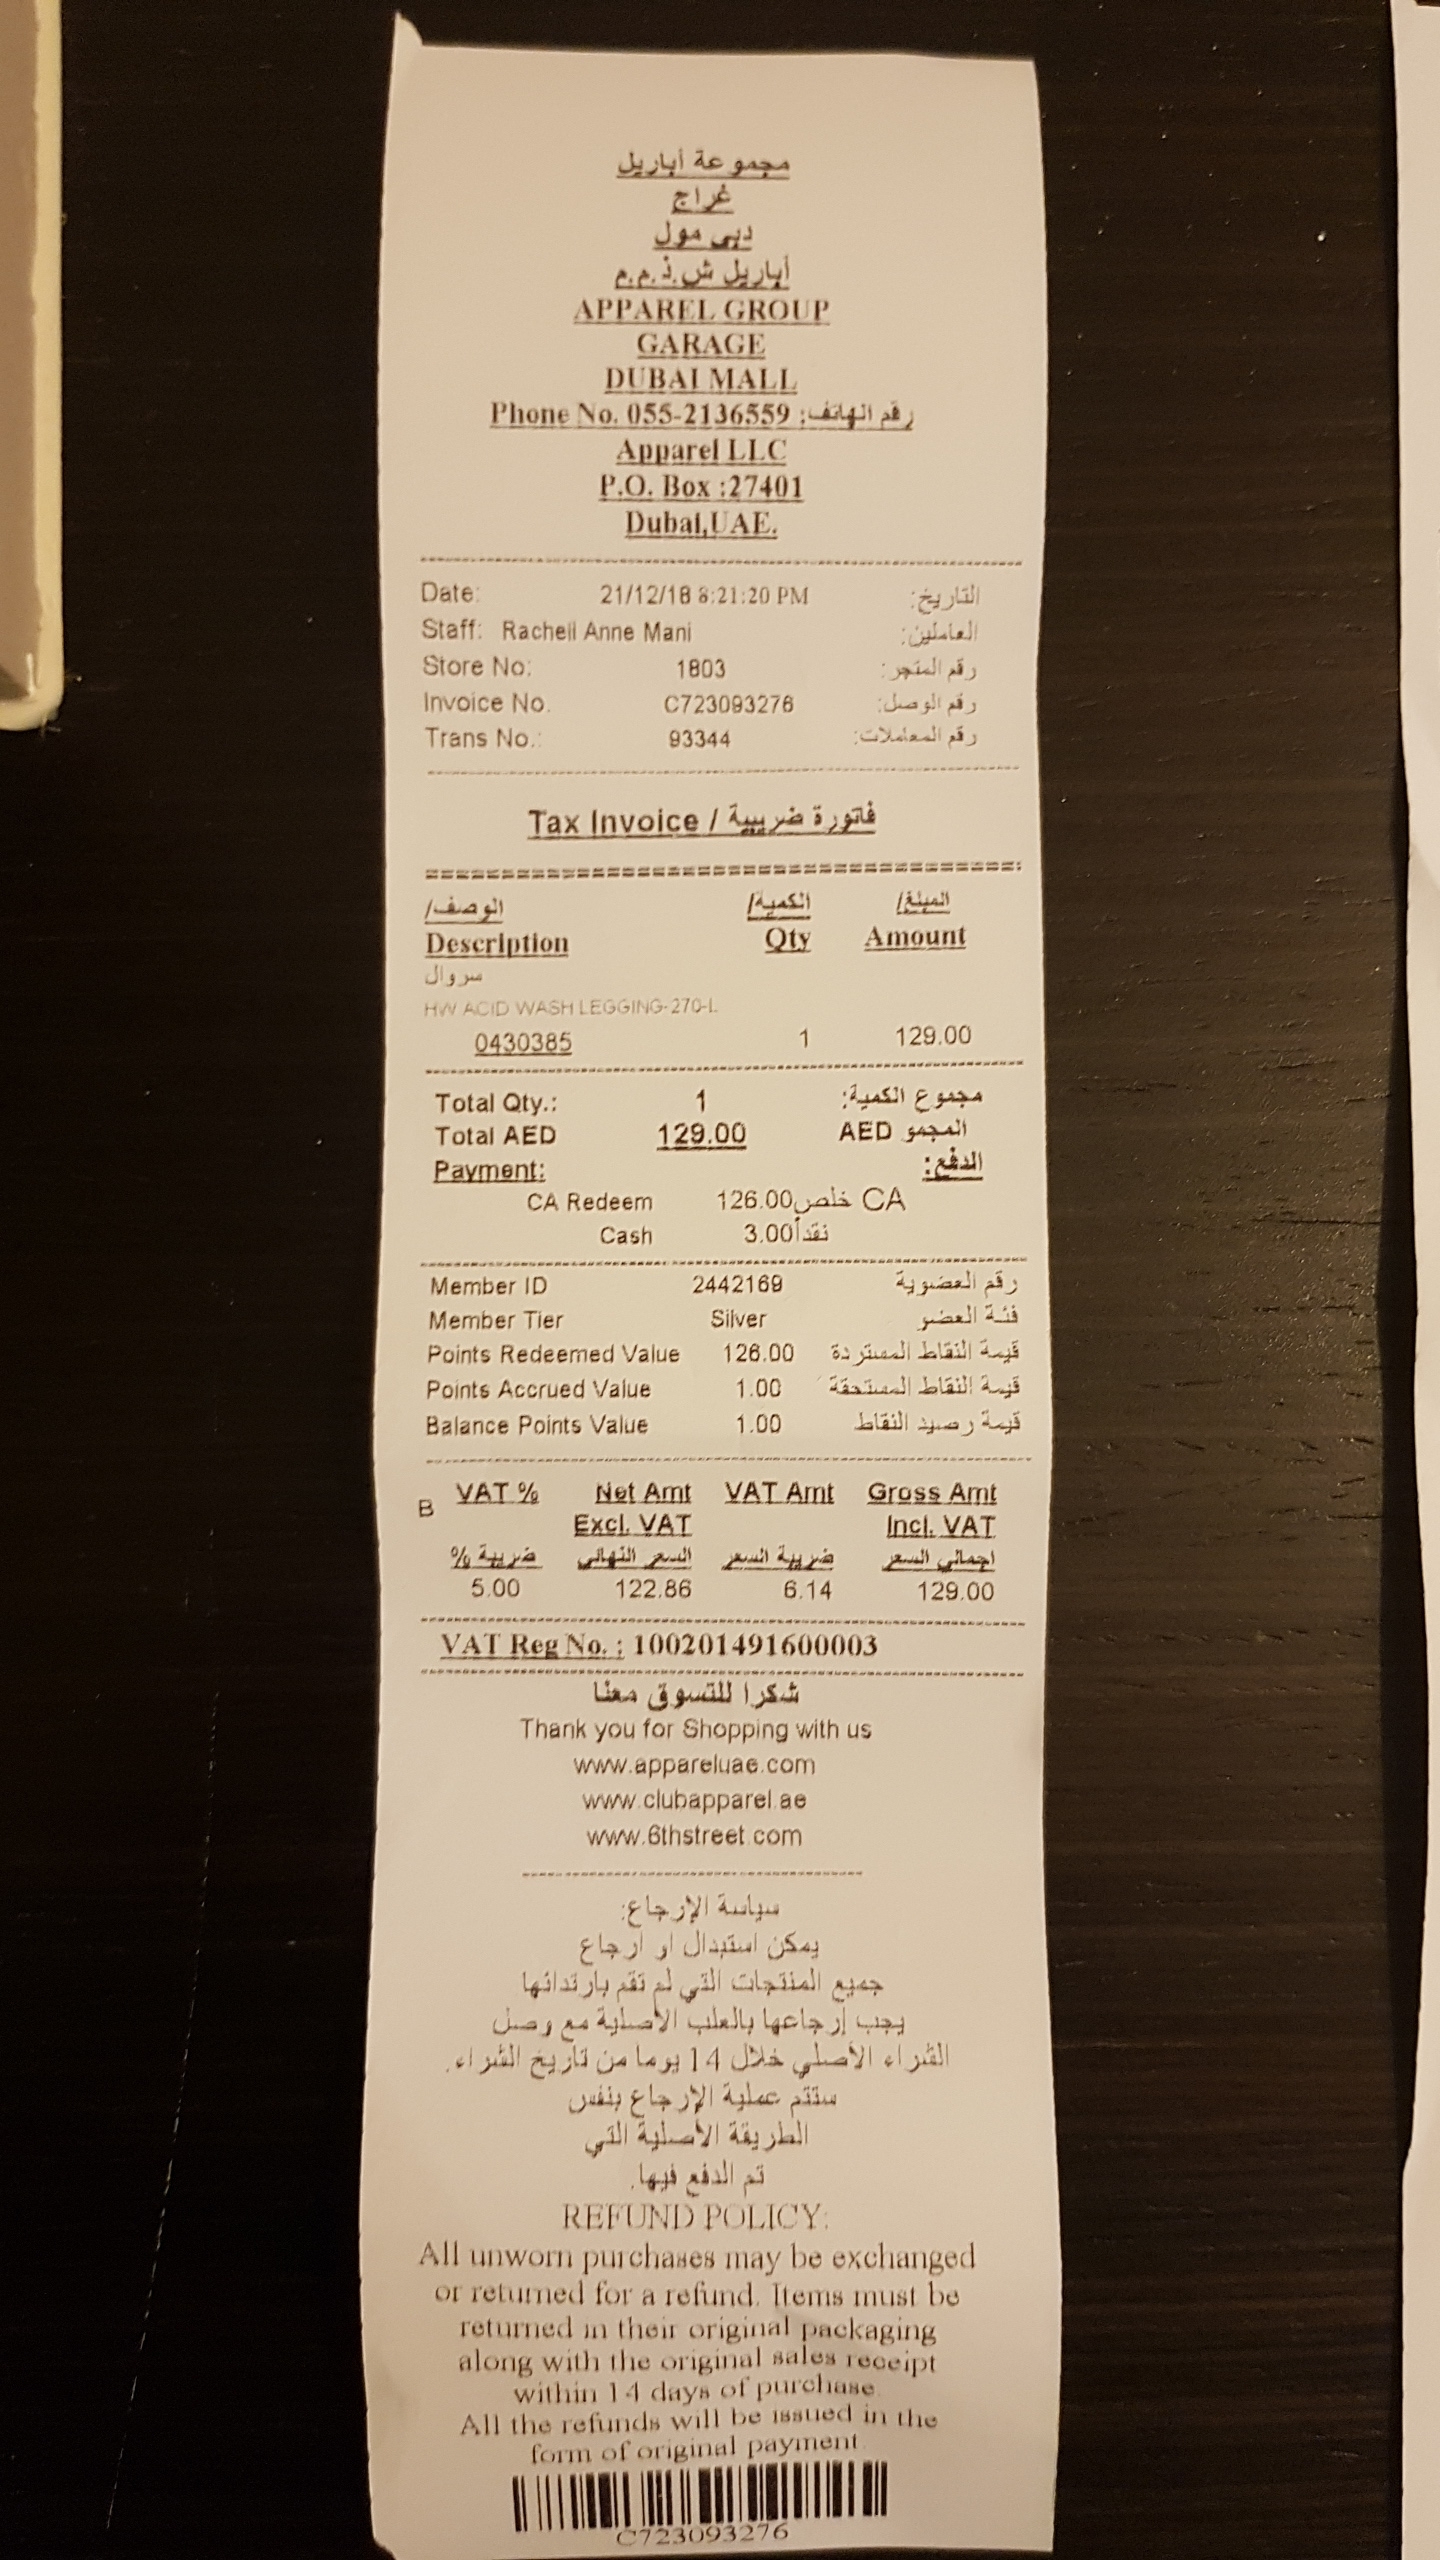 مجموعة أباريل
غراج
دبي مول
أباريل ش.ذ.م.م
APPAREL GROUP
GARAGE
DUBAI MALL
Phone No. 055-2136559 :رقم الهاتف
Apparel LLC
P.O. Box :27401
Dubai,UAE.
Date: 21/12/18 8:21:20 PM التاريخ:
Staff: Rachell Anne Mani العاملين:
Store No: 1803 رقم المتجر:
Invoice No. C723093276 رقم الوصل:
Trans No.: 93344 رقم المعاملات:
Tax Invoice / فاتورة ضريبية
الوصف/ الكمية/ المبلغ/
Description Qty Amount
سروال
HW ACID WASH LEGGING-270-L
0430385 1 129.00
Total Qty.: 1 مجموع الكمية:
Total AED 129.00 AED المجمو
Payment: الدفع:
CA Redeem 126.00 خلص CA
Cash 3.00 نقدأ
Member ID 2442169 رقم العضوية
Member Tier Silver فئة العضو
Points Redeemed Value 126.00 قيمة النقاط المستردة
Points Accrued Value 1.00 قيمة النقاط المستحقة
Balance Points Value 1.00 قيمة رصيد النقاط
B VAT % Net Amt VAT Amt Gross Amt
Excl. VAT Incl. VAT
ضريبة % السعر النهائي ضريبة السعر اجمالي السعر
5.00 122.86 6.14 129.00
VAT Reg No. : 100201491600003
شكرا للتسوق معنا
Thank you for Shopping with us
www.appareluae.com
www.clubapparel.ae
www.6thstreet.com
سياسة الإرجاع:
يمكن استبدال او ارجاع
جميع المنتجات التي لم تقم بارتدائها
يجب إرجاعها بالعلب الأصلية مع وصل
الشراء الأصلي خلال 14 يوما من تاريخ الشراء.
ستتم عملية الإرجاع بنفس
الطريقة الأصلية التي
تم الدفع فيها.
REFUND POLICY:
All unworn purchases may be exchanged
or returned for a refund. Items must be
returned in their original packaging
along with the original sales receipt
within 14 days of purchase.
All the refunds will be issued in the
form of original payment.
C723093276